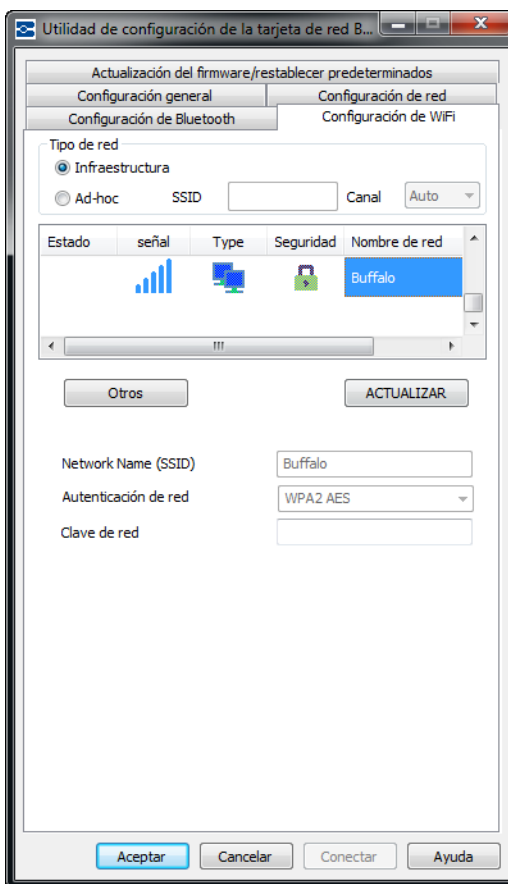 Utilidad de configuración de la tarjeta de red B...
Actualización del firmware/restablecer predeterminados
Configuración general
Configuración de red
Configuración de Bluetooth
Configuración de WiFi
Tipo de red
Infraestructura
Ad-hoc SSID Canal Auto
Estado señal Type Seguridad Nombre de red
Buffalo
Otros
ACTUALIZAR
Network Name (SSID) Buffalo
Autenticación de red WPA2 AES
Clave de red
Aceptar Cancelar Conectar Ayuda